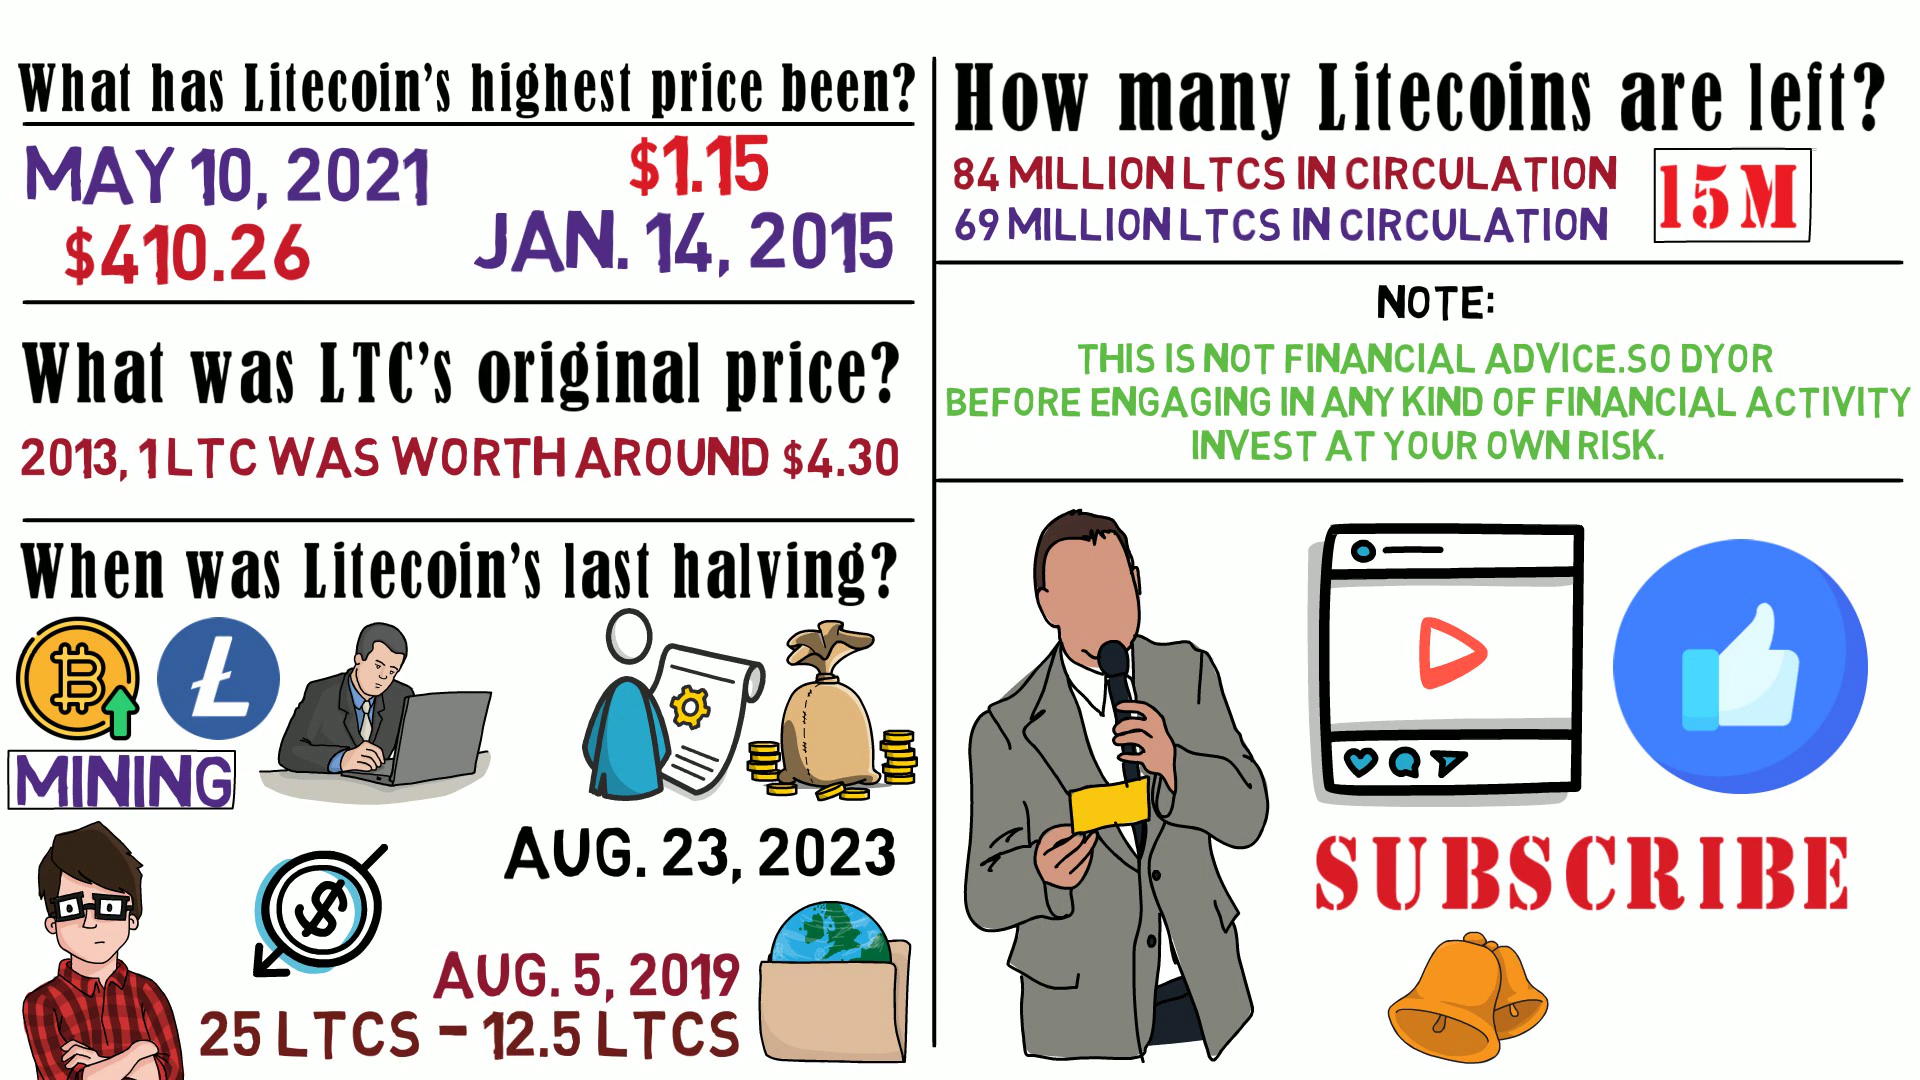 What has Litecoin's highest price been?
MAY 10, 2021
$410.26
$1.15
JAN. 14, 2015
What was LTC's original price?
2013, 1 LTC WAS WORTH AROUND $4.30
When was Litecoin's last halving?
MINING
AUG. 23, 2023
AUG. 5, 2019
25 LTCS - 12.5 LTCS
How many Litecoins are left?
84 MILLION LTCS IN CIRCULATION
69 MILLION LTCS IN CIRCULATION
15M
NOTE:
THIS IS NOT FINANCIAL ADVICE.SO DYOR
BEFORE ENGAGING IN ANY KIND OF FINANCIAL ACTIVITY
INVEST AT YOUR OWN RISK.
SUBSCRIBE